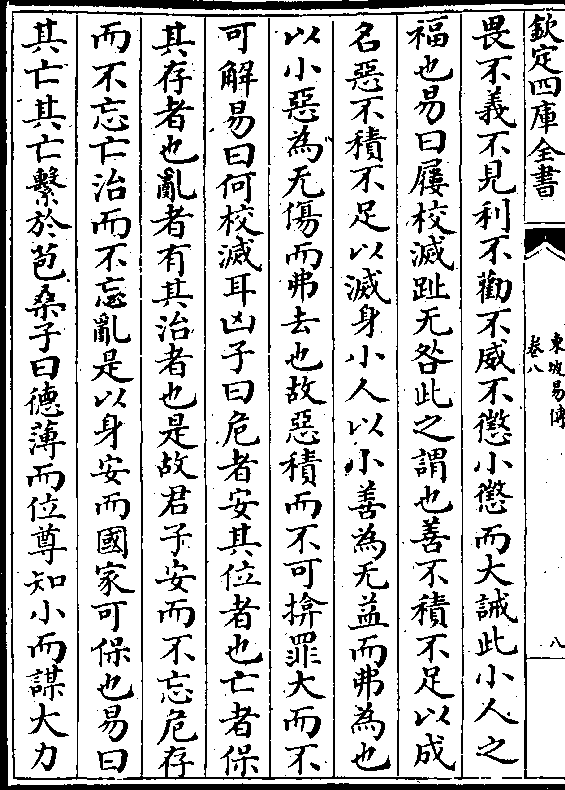 欽定四庫全書
東坡易傳
卷八
八
畏不義不見利不勸不威不懲小懲而大誡此小人之
福也易曰屨校滅趾无咎此之謂也善不積不足以成
名惡不積不足以滅身小人以小善為无益而弗為也
以小惡為无傷而弗去也故惡積而不可揜罪大而不
可解易曰何校滅耳凶子曰危者安其位者也亡者保
其存者也亂者有其治者也是故君子安而不忘危存
而不忘亡治而不忘亂是以身安而國家可保也易曰
其亡其亡繫於苞桑子曰德薄而位尊知小而謀大力